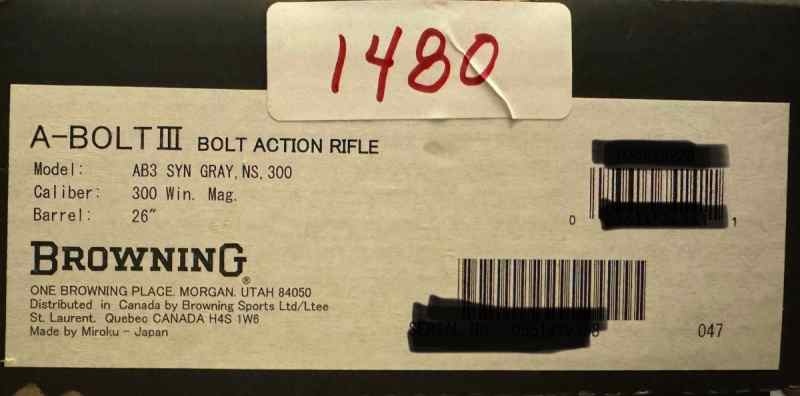 1480
A-BOLT III BOLT ACTION RIFLE
Model: AB3 SYN GRAY, NS, 300
Caliber: 300 Win. Mag.
Barrel: 26"
0 1
BROWNING®
ONE BROWNING PLACE, MORGAN, UTAH 84050
Distributed in Canada by Browning Sports Ltd/Ltee
St. Laurent, Quebec CANADA H4S 1W6
Made by Miroku - Japan
047